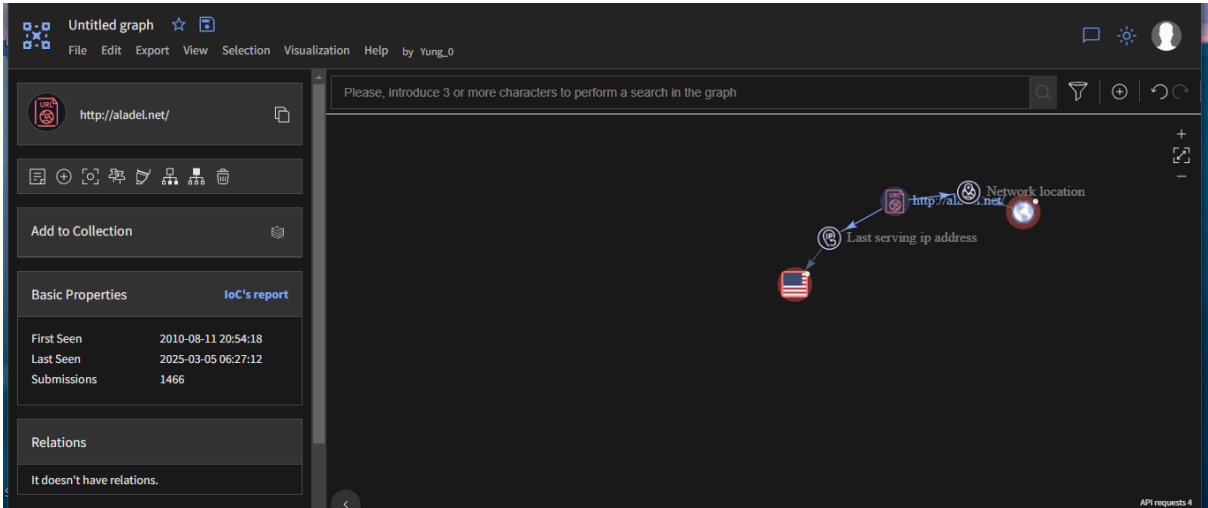 Untitled graph
File Edit Export View Selection Visualization Help by Yung_0
http://aladel.net/
Please, introduce 3 or more characters to perform a search in the graph
Add to Collection
Basic Properties IoC's report
First Seen 2010-08-11 20:54:18
Last Seen 2025-03-05 06:27:12
Submissions 1466
Relations
It doesn't have relations.
URL
Network location
URL
IP
Last serving ip address
API requests 4